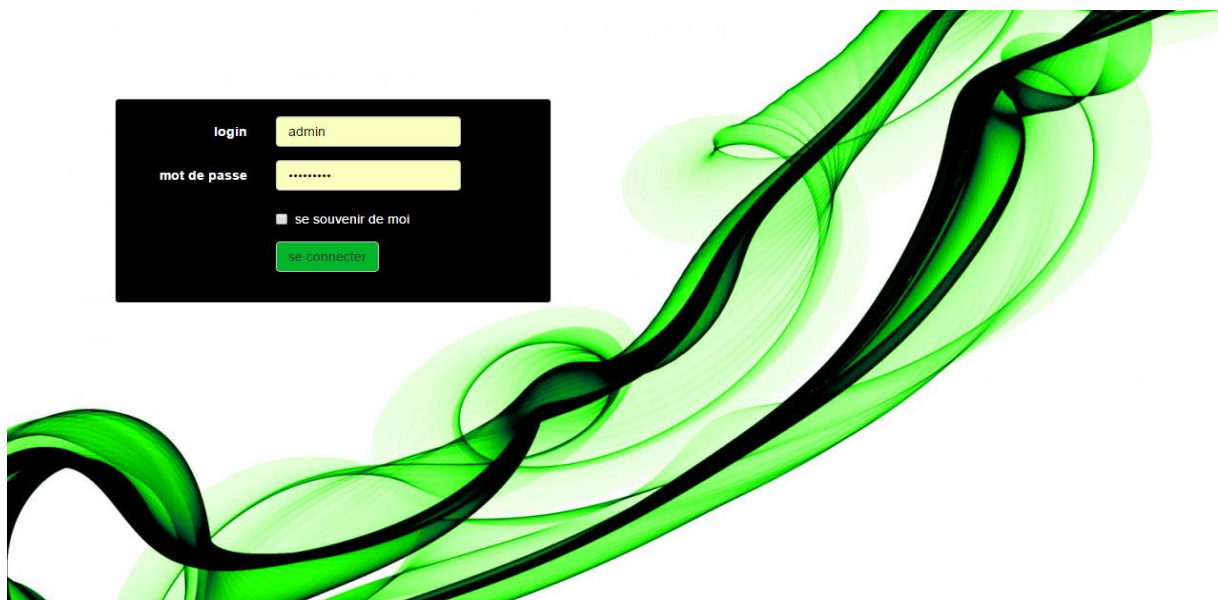 login admin
mot de passe •••••••••
se souvenir de moi
se connecter